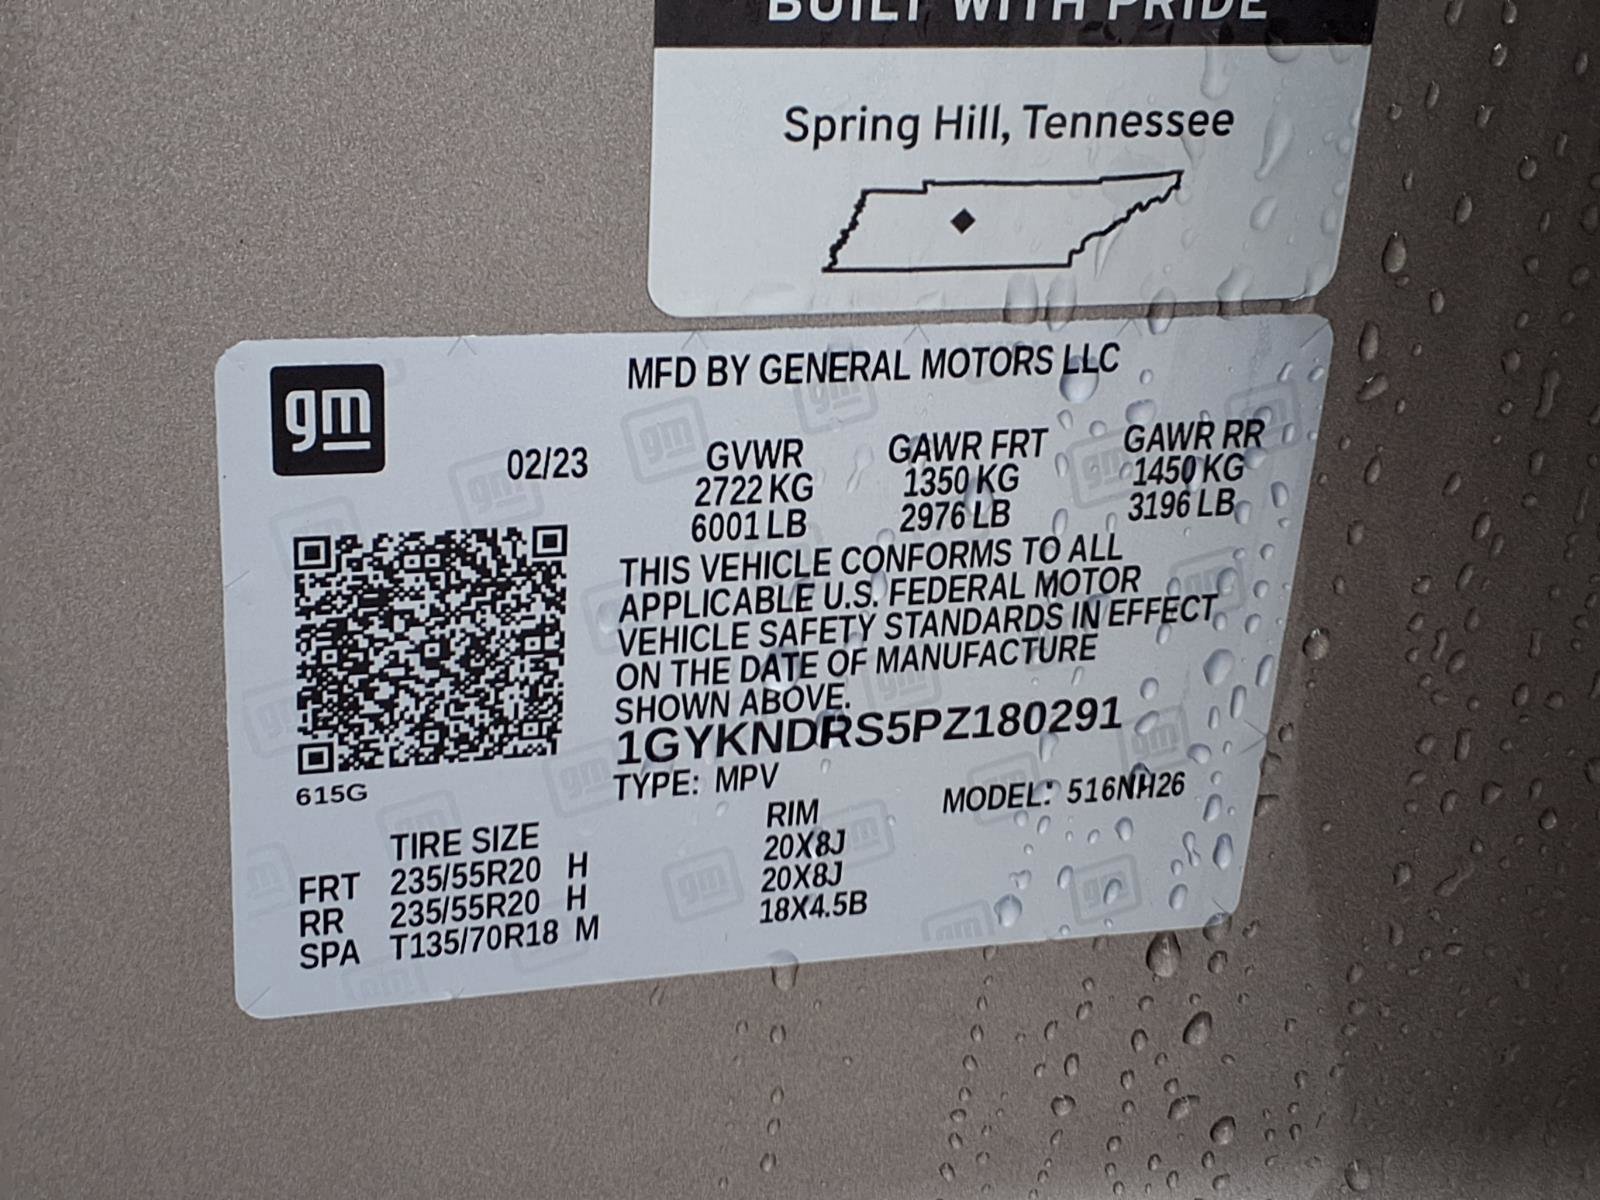 BUILT WITH PRIDE
Spring Hill, Tennessee
gm
MFD BY GENERAL MOTORS LLC
02/23
GVWR GAWR FRT GAWR RR
2722 KG 1350 KG 1450 KG
6001 LB 2976 LB 3196 LB
THIS VEHICLE CONFORMS TO ALL
APPLICABLE U.S. FEDERAL MOTOR
VEHICLE SAFETY STANDARDS IN EFFECT
ON THE DATE OF MANUFACTURE
SHOWN ABOVE.
1GYKNDRS5PZ180291
TYPE: MPV MODEL: 516NH26
615G
TIRE SIZE RIM
FRT 235/55R20 H 20X8J
RR 235/55R20 H 20X8J
SPA T135/70R18 M 18X4.5B